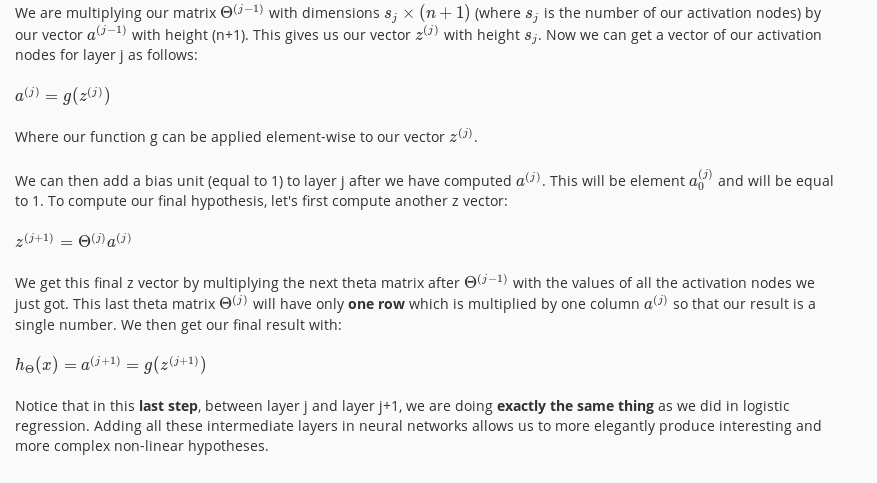 We are multiplying our matrix Θ^{(j−1)} with dimensions s_j × (n + 1) (where s_j is the number of our activation nodes) by
our vector a^{(j−1)} with height (n+1). This gives us our vector z^{(j)} with height s_j. Now we can get a vector of our activation
nodes for layer j as follows:
a^{(j)} = g(z^{(j)})
Where our function g can be applied element-wise to our vector z^{(j)}.
We can then add a bias unit (equal to 1) to layer j after we have computed a^{(j)}. This will be element a_0^{(j)} and will be equal
to 1. To compute our final hypothesis, let's first compute another z vector:
z^{(j+1)} = Θ^{(j)}a^{(j)}
We get this final z vector by multiplying the next theta matrix after Θ^{(j−1)} with the values of all the activation nodes we
just got. This last theta matrix Θ^{(j)} will have only one row which is multiplied by one column a^{(j)} so that our result is a
single number. We then get our final result with:
h_Θ(x) = a^{(j+1)} = g(z^{(j+1)})
Notice that in this last step, between layer j and layer j+1, we are doing exactly the same thing as we did in logistic
regression. Adding all these intermediate layers in neural networks allows us to more elegantly produce interesting and
more complex non-linear hypotheses.